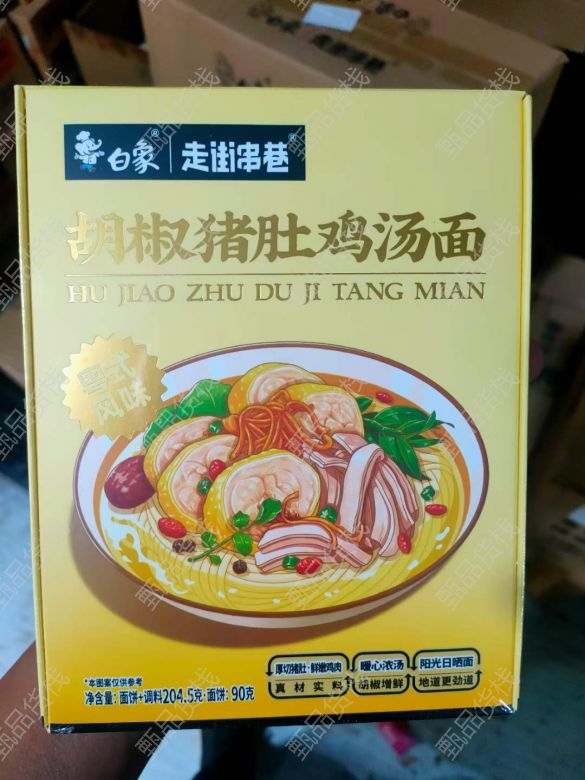 白象® 走街串巷®
胡椒猪肚鸡汤面
HU JIAO ZHU DU JI TANG MIAN
大粤
和风
厚切猪肚·鲜嫩鸡肉 暖心浓汤 阳光日晒面
真材实料 胡椒增鲜 地道更劲道
*本图案仅供参考
净含量：面饼+调料204.5克·面饼：90克
甄品货栈